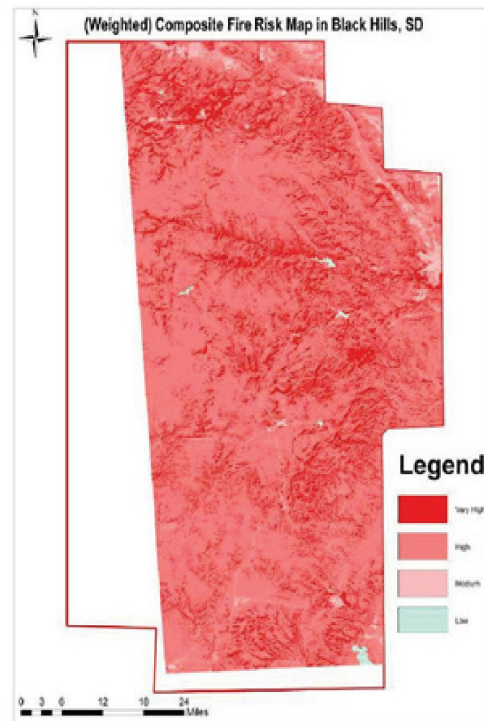 (Weighted) Composite Fire Risk Map in Black Hills, SD
N
Legend
Very High
High
Medium
Low
0 3 6 12 18 24
Miles